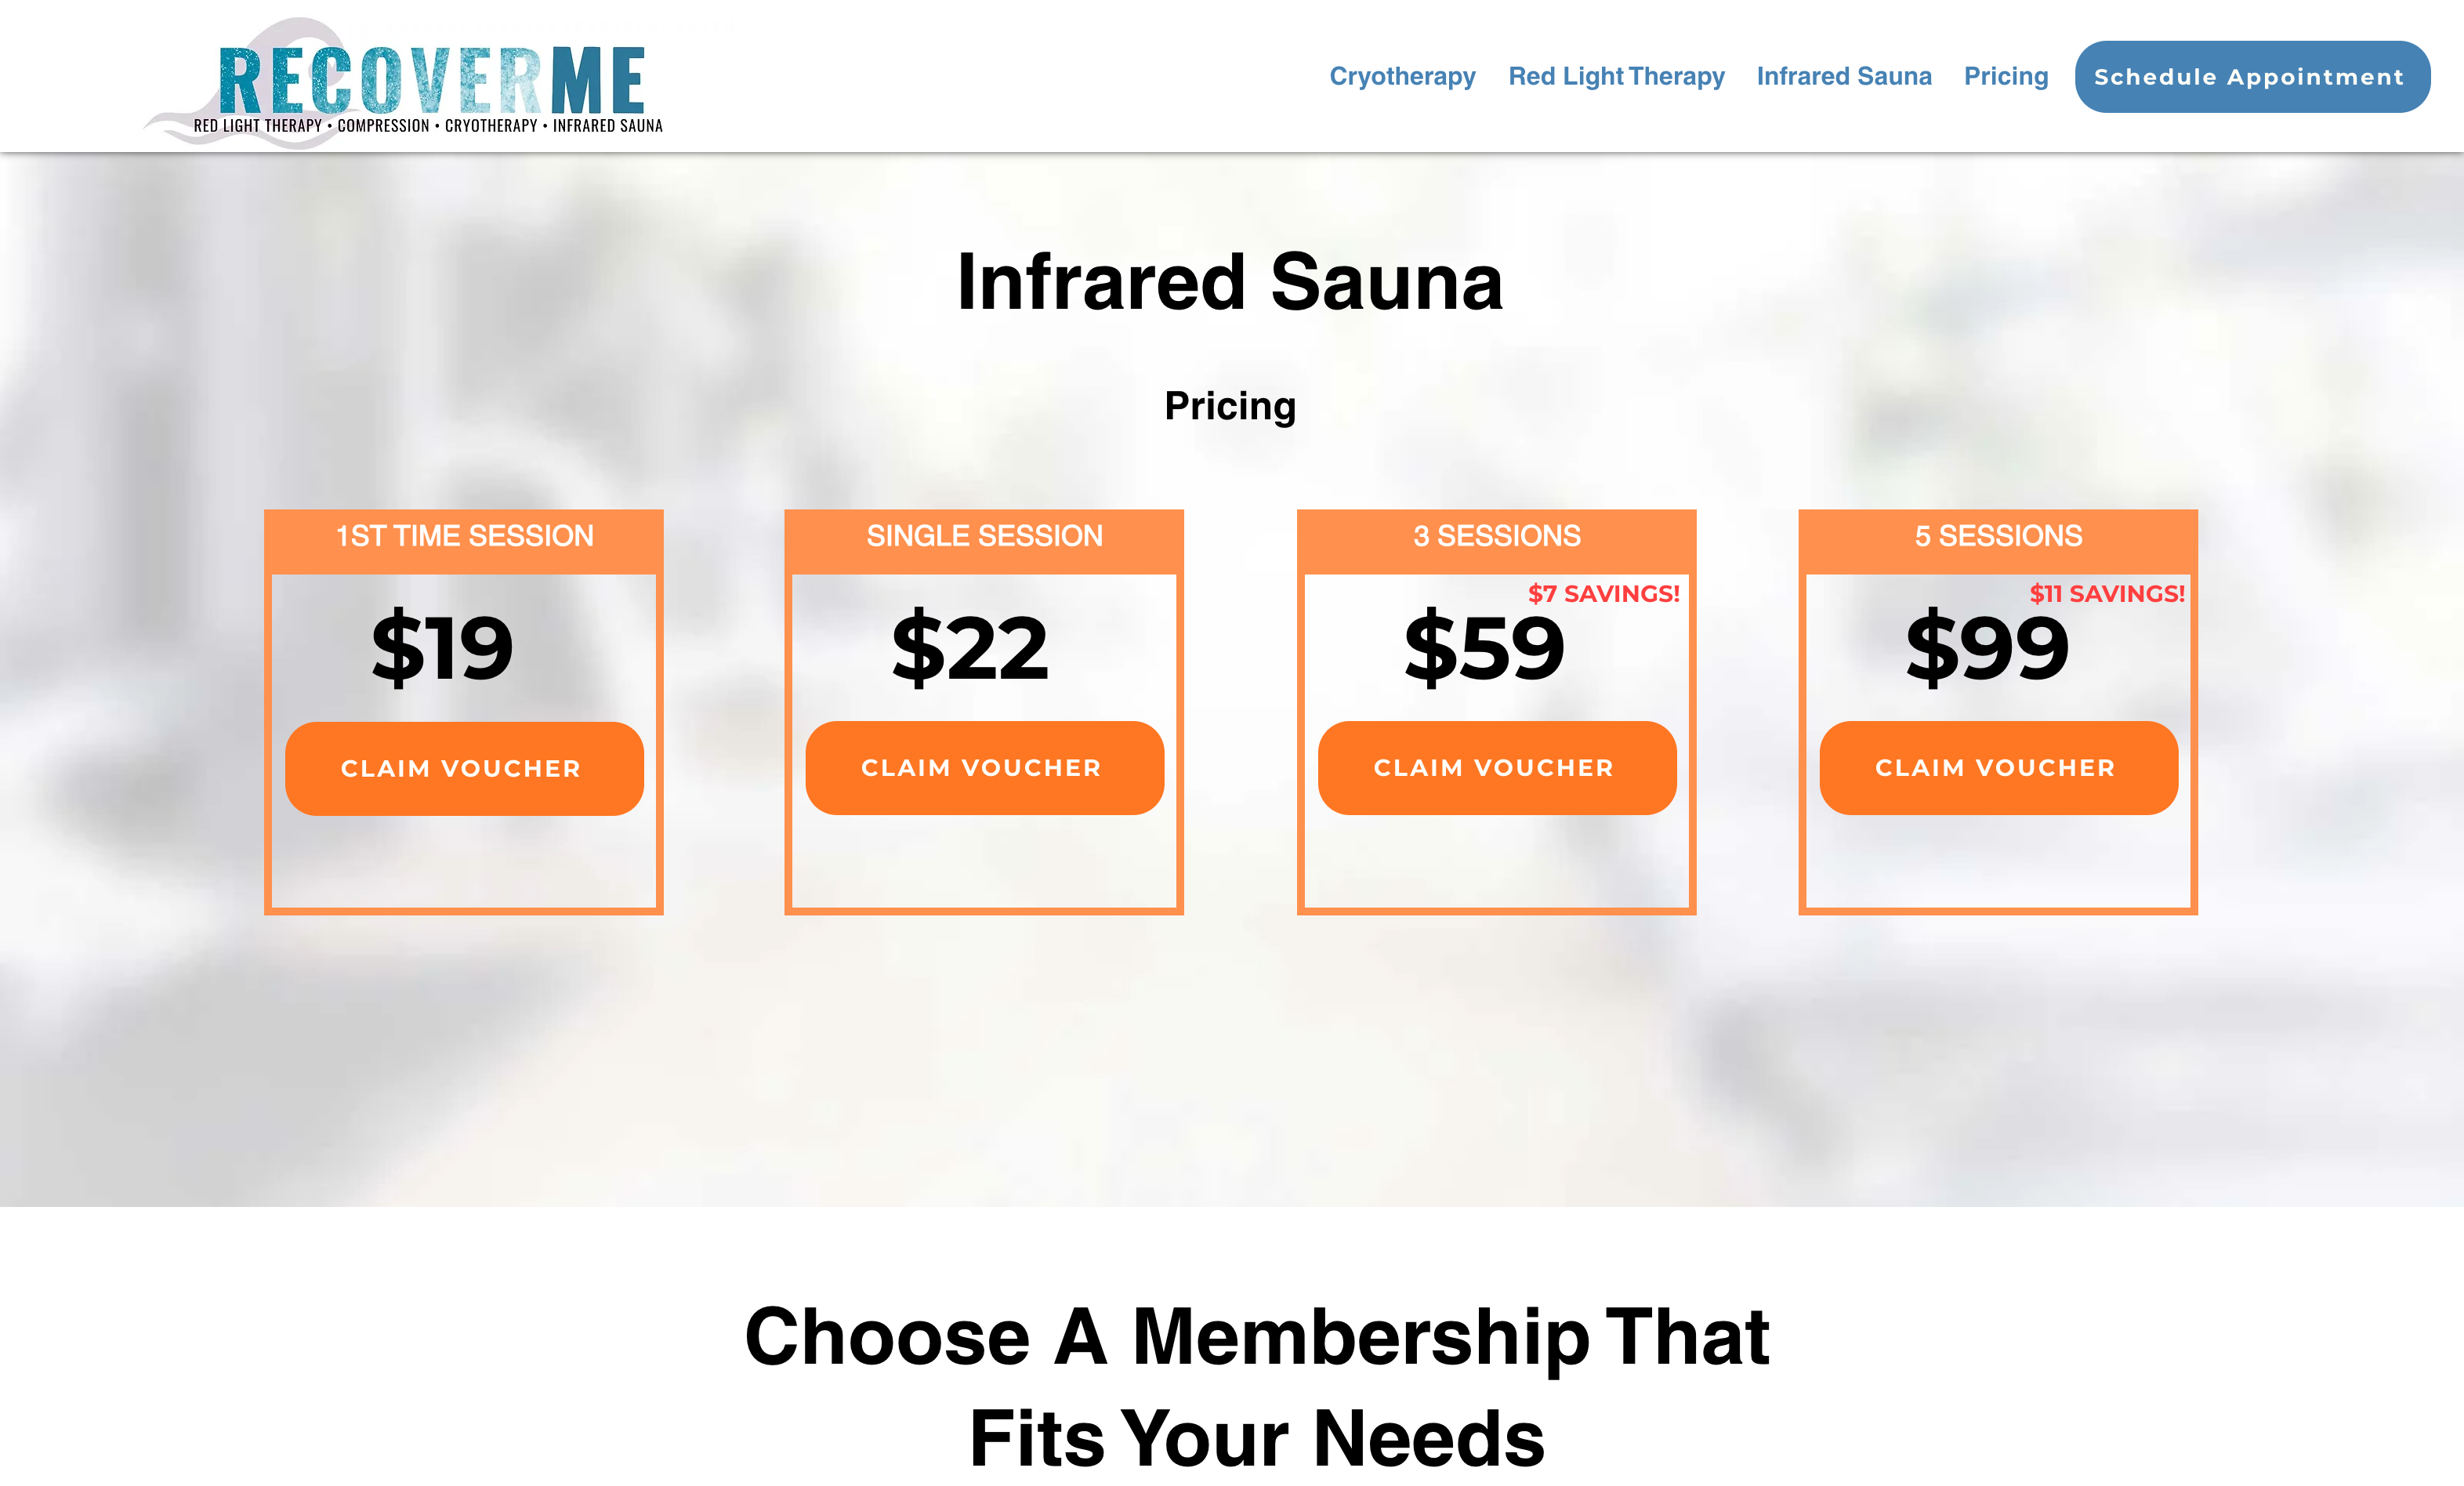 RECOVERME
RED LIGHT THERAPY • COMPRESSION • CRYOTHERAPY • INFRARED SAUNA
Cryotherapy Red Light Therapy Infrared Sauna Pricing Schedule Appointment
Infrared Sauna
Pricing
1ST TIME SESSION
$19
CLAIM VOUCHER
SINGLE SESSION
$22
CLAIM VOUCHER
3 SESSIONS
$7 SAVINGS!
$59
CLAIM VOUCHER
5 SESSIONS
$11 SAVINGS!
$99
CLAIM VOUCHER
Choose A Membership That
Fits Your Needs